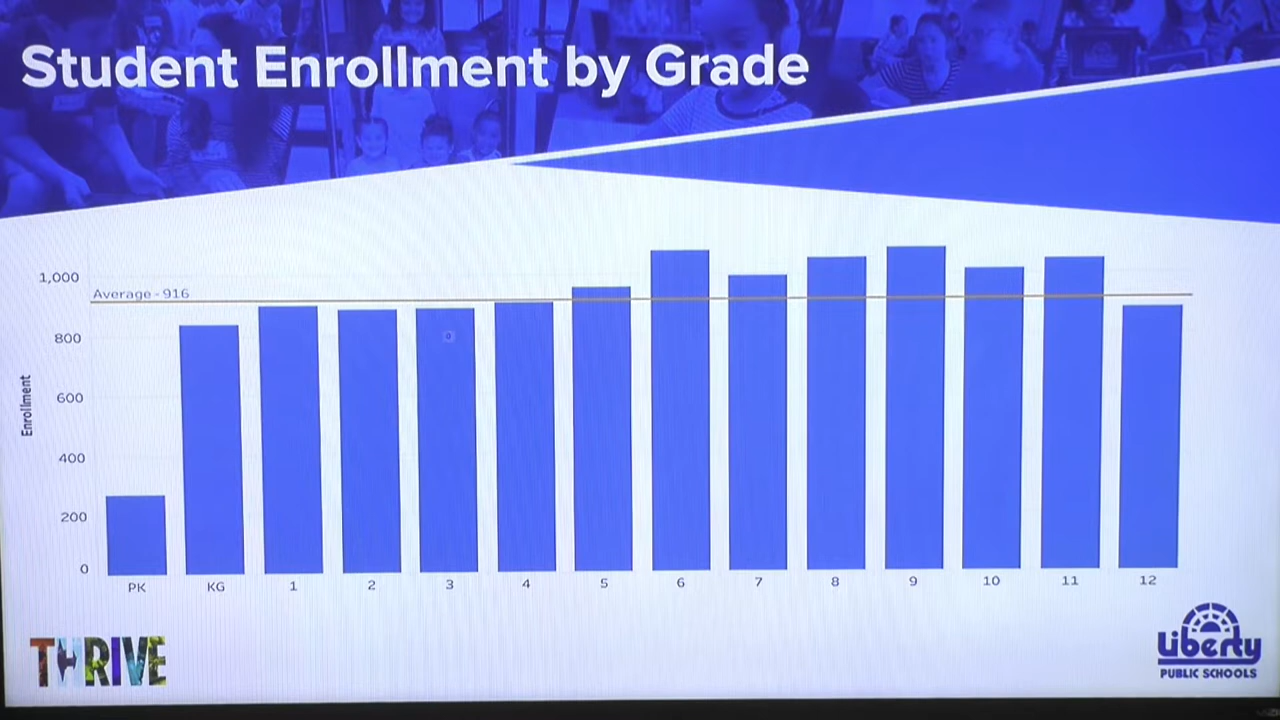 Student Enrollment by Grade
1,000
Average - 916
800
600
400
200
0
Enrollment
PK KG 1 2 3 4 5 6 7 8 9 10 11 12
THRIVE
Liberty
PUBLIC SCHOOLS